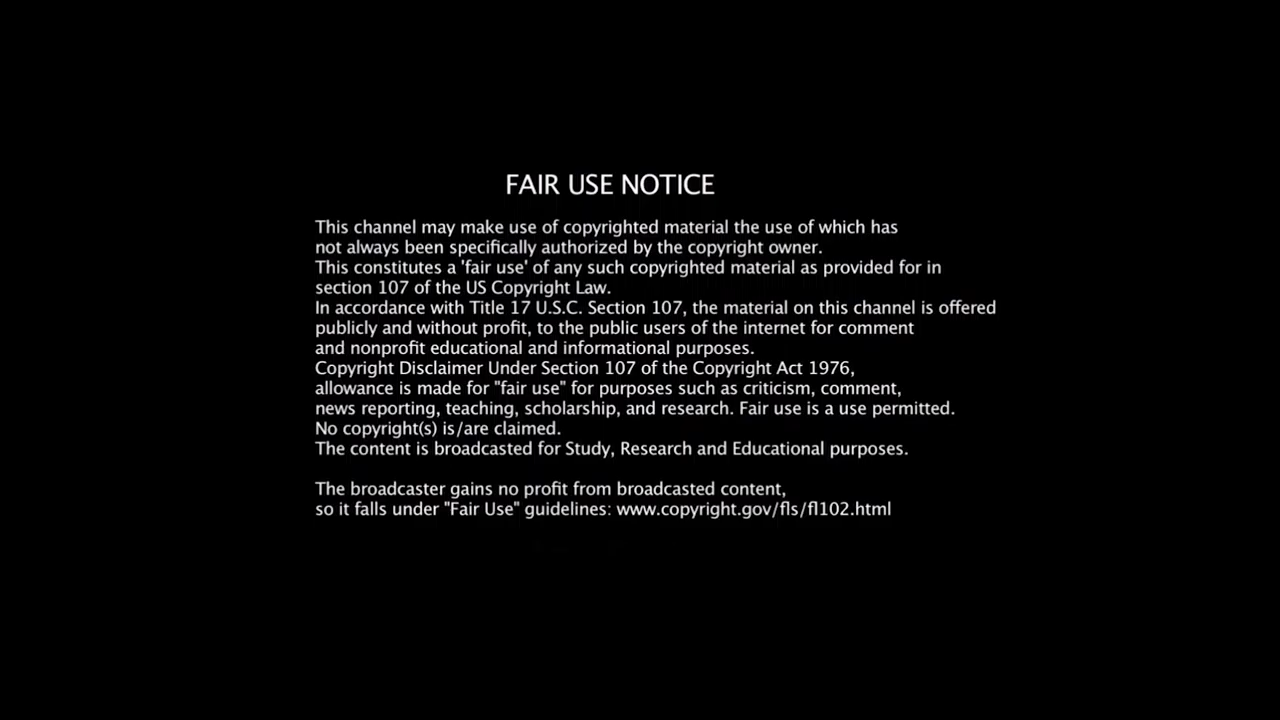 FAIR USE NOTICE
This channel may make use of copyrighted material the use of which has
not always been specifically authorized by the copyright owner.
This constitutes a 'fair use' of any such copyrighted material as provided for in
section 107 of the US Copyright Law.
In accordance with Title 17 U.S.C. Section 107, the material on this channel is offered
publicly and without profit, to the public users of the internet for comment
and nonprofit educational and informational purposes.
Copyright Disclaimer Under Section 107 of the Copyright Act 1976,
allowance is made for "fair use" for purposes such as criticism, comment,
news reporting, teaching, scholarship, and research. Fair use is a use permitted.
No copyright(s) is/are claimed.
The content is broadcasted for Study, Research and Educational purposes.
The broadcaster gains no profit from broadcasted content,
so it falls under "Fair Use" guidelines: www.copyright.gov/fls/fl102.html